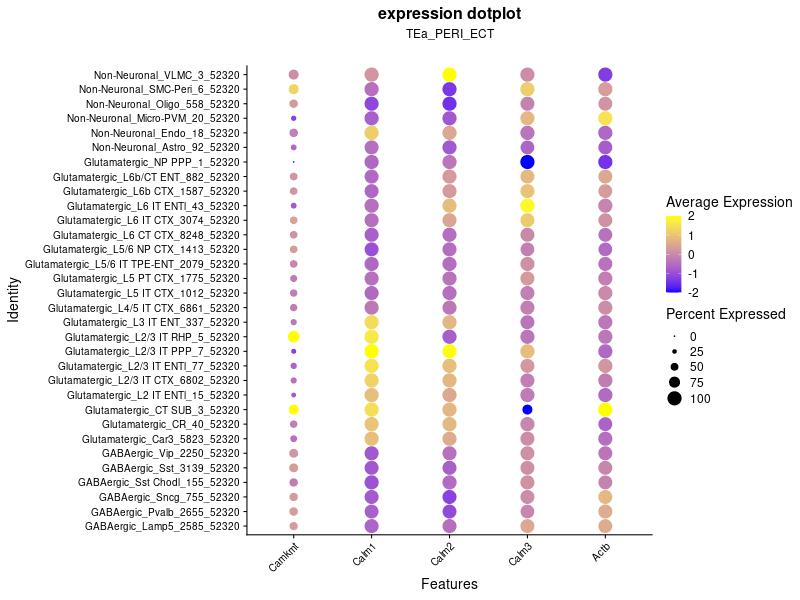 expression dotplot
TEa_PERI_ECT
Identity
Non-Neuronal_VLMC_3_52320
Non-Neuronal_SMC-Peri_6_52320
Non-Neuronal_Oligo_558_52320
Non-Neuronal_Micro-PVM_20_52320
Non-Neuronal_Endo_18_52320
Non-Neuronal_Astro_92_52320
Glutamatergic_NP PPP_1_52320
Glutamatergic_L6b/CT ENT_882_52320
Glutamatergic_L6b CTX_1587_52320
Glutamatergic_L6 IT ENTl_43_52320
Glutamatergic_L6 IT CTX_3074_52320
Glutamatergic_L6 CT CTX_8248_52320
Glutamatergic_L5/6 NP CTX_1413_52320
Glutamatergic_L5/6 IT TPE-ENT_2079_52320
Glutamatergic_L5 PT CTX_1775_52320
Glutamatergic_L5 IT CTX_1012_52320
Glutamatergic_L4/5 IT CTX_6861_52320
Glutamatergic_L3 IT ENT_337_52320
Glutamatergic_L2/3 IT RHP_5_52320
Glutamatergic_L2/3 IT PPP_7_52320
Glutamatergic_L2/3 IT ENTl_77_52320
Glutamatergic_L2/3 IT CTX_6802_52320
Glutamatergic_L2 IT ENTl_15_52320
Glutamatergic_CT SUB_3_52320
Glutamatergic_CR_40_52320
Glutamatergic_Car3_5823_52320
GABAergic_Vip_2250_52320
GABAergic_Sst_3139_52320
GABAergic_Sst Chodl_155_52320
GABAergic_Sncg_755_52320
GABAergic_Pvalb_2655_52320
GABAergic_Lamp5_2585_52320
Camkmt
Calm1
Calm2
Calm3
Actb
Features
Average Expression
2
1
0
-1
-2
Percent Expressed
0
25
50
75
100